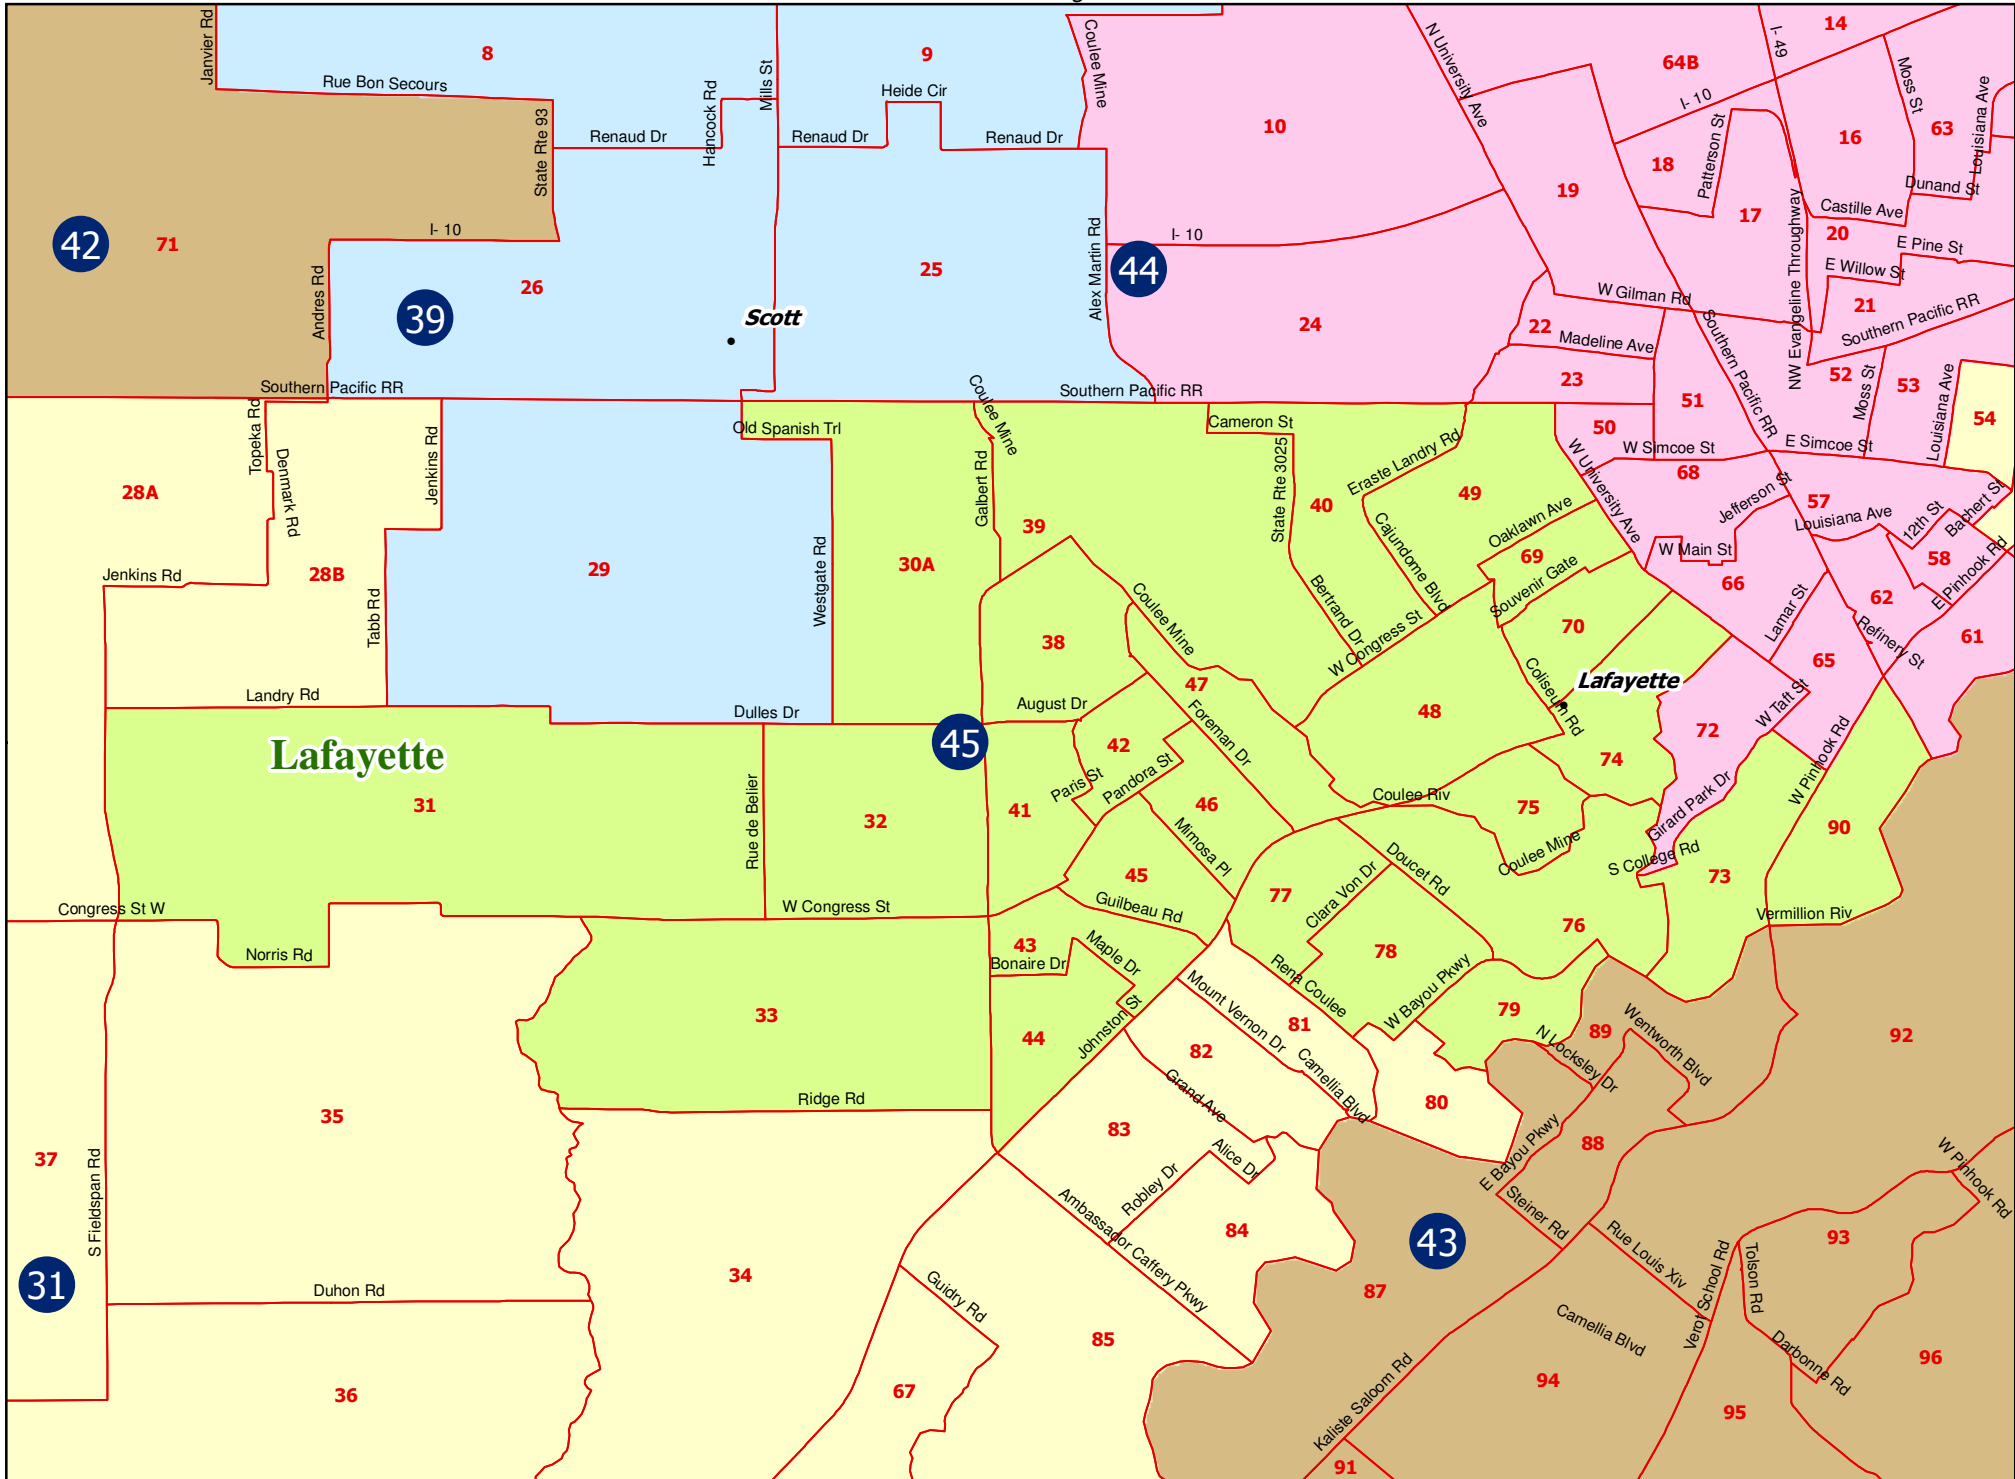 Janvier Rd
8
9
Coulee Mine
N University Ave
I- 49
14
64B
Rue Bon Secours
Hancock Rd
Mills St
Heide Cir
I- 10
Moss St
Louisiana Ave
State Rte 93
Renaud Dr
Renaud Dr
Renaud Dr
10
Patterson St
16
63
18
19
Dunand St
42
71
I- 10
Alex Martin Rd
I- 10
44
17
Castille Ave
20
E Pine St
NW Evangeline Throughway
E Willow St
Andres Rd
26
25
39
Scott
24
W Gilman Rd
21
Southern Pacific RR
22
Madeline Ave
Southern Pacific RR
Southern Pacific RR
Southern Pacific RR
23
51
52
Moss St
53
Louisiana Ave
54
Topeka Rd
Denmark Rd
Jenkins Rd
Old Spanish Trl
Coulee Mine
Galbert Rd
Cameron St
State Rte 3025
Eraste Landry Rd
50
W University Ave
W Simcoe St
E Simcoe St
28A
68
Jefferson St
57
40
49
Cajundome Blvd
Oaklawn Ave
Louisiana Ave
12th St
Bachert St
39
Westgate Rd
30A
29
28B
Jenkins Rd
Tabb Rd
69
Souvenir Gate
W Main St
66
58
E Pinhook Rd
62
Bertrand Dr
W Congress St
Coulee Mine
38
70
Lamar St
Refinery St
61
Coliseum Rd
Lafayette
65
Landry Rd
August Dr
47
Foreman Dr
48
W Taft St
Dulles Dr
45
42
72
74
Lafayette
Paris St
Pandora St
W Pinhook Rd
31
Rue de Belier
32
41
46
Mimosa Pl
Coulee Riv
75
Coulee Mine
Girard Park Dr
S College Rd
90
45
Doucet Rd
73
77
Clara Von Dr
Congress St W
W Congress St
Guilbeau Rd
Vermillion Riv
76
Norris Rd
43
Bonaire Dr
Maple Dr
78
Rena Coulee
W Bayou Pkwy
33
44
Johnston St
Mount Vernon Dr
81
79
N Locksley Dr
89
Wentworth Blvd
92
82
Camellia Blvd
35
Ridge Rd
Grand Ave
80
83
Alice Dr
88
E Bayou Pkwy
37
S Fieldspan Rd
Robley Dr
Steiner Rd
W Pinhook Rd
Ambassador Caffery Pkwy
84
43
Rue Louis Xiv
93
31
34
Verot School Rd
Tolson Rd
Duhon Rd
Guidry Rd
87
Camellia Blvd
85
Darbonne Rd
96
36
67
Kaliste Saloom Rd
94
95
91